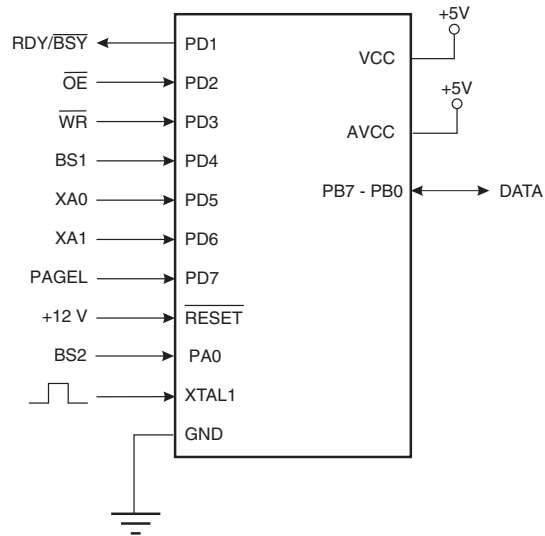 +5V
RDY/BSY PD1
VCC
OE PD2
+5V
WR PD3
AVCC
BS1 PD4
XA0 PD5 PB7 - PB0 DATA
XA1 PD6
PAGEL PD7
+12 V RESET
BS2 PA0
XTAL1
GND